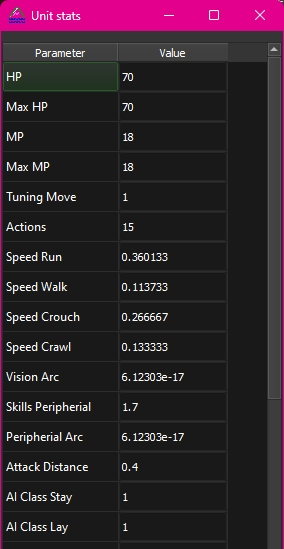 Unit stats
Parameter Value
HP 70
Max HP 70
MP 18
Max MP 18
Tuning Move 1
Actions 15
Speed Run 0.360133
Speed Walk 0.113733
Speed Crouch 0.266667
Speed Crawl 0.133333
Vision Arc 6.12303e-17
Skills Peripherial 1.7
Peripherial Arc 6.12303e-17
Attack Distance 0.4
AI Class Stay 1
AI Class Lay 1